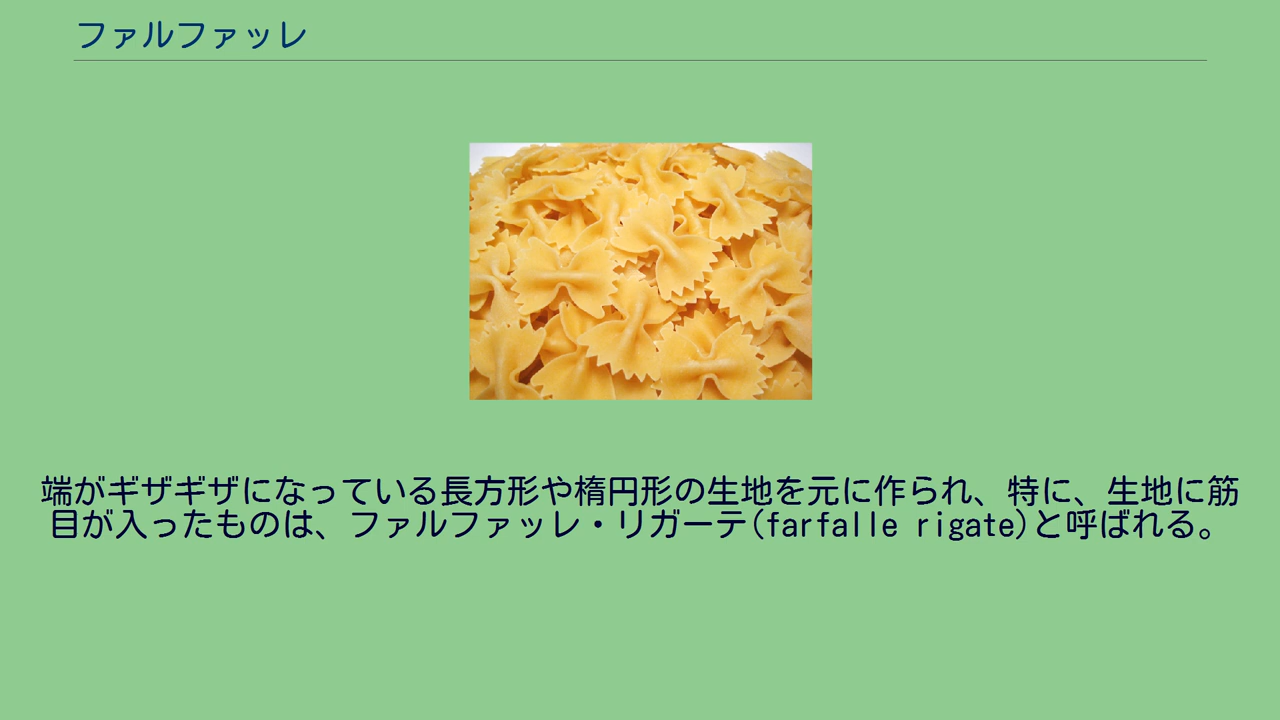 ファルファッレ
端がギザギザになっている長方形や楕円形の生地を元に作られ、特に、生地に筋
目が入ったものは、ファルファッレ・リガーテ(farfalle rigate)と呼ばれる。